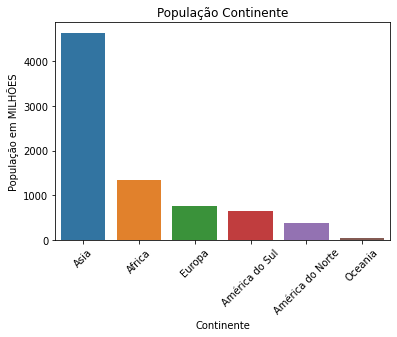 População Continente
População em MILHÕES
4000
3000
2000
1000
0
Asia
Africa
Europa
América do Sul
América do Norte
Oceania
Continente